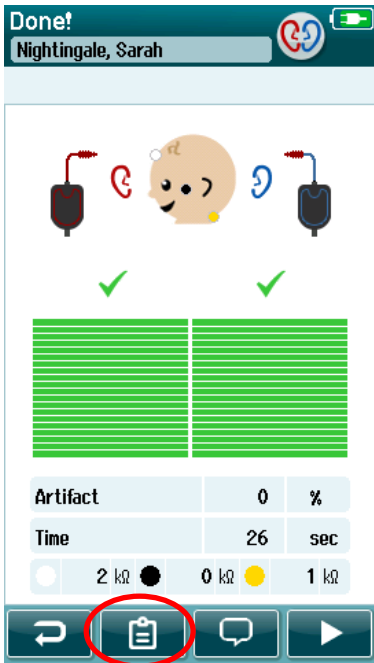 Done!
Nightingale, Sarah
Artifact 0 %
Time 26 sec
2 kΩ 0 kΩ 1 kΩ